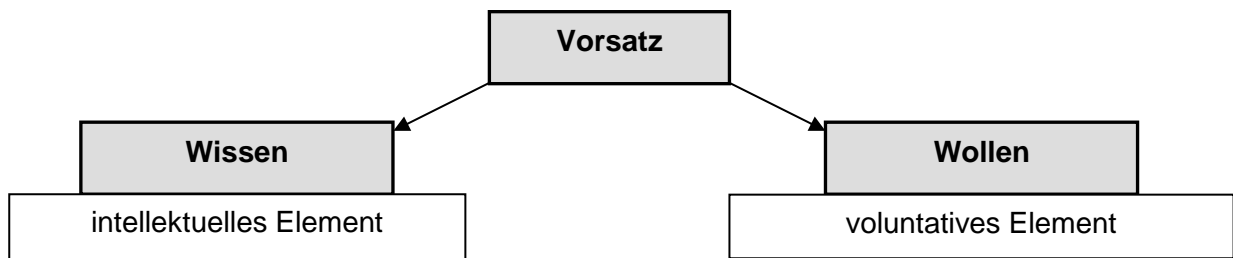 Vorsatz
Wissen
Wollen
intellektuelles Element
voluntatives Element